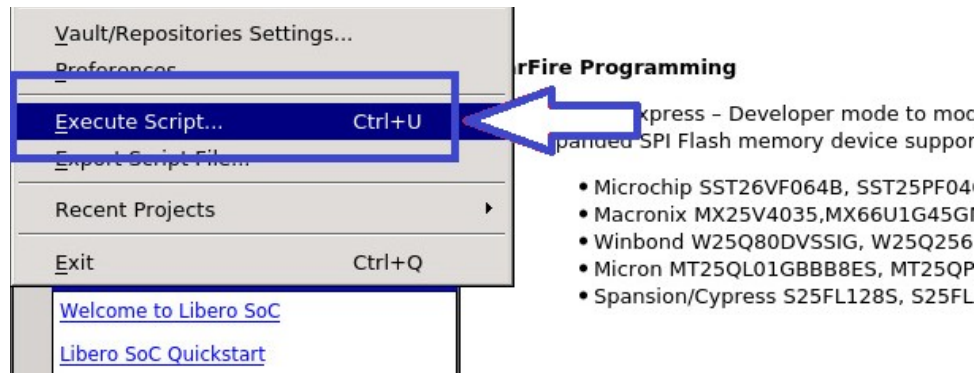 Vault/Repositories Settings...
Preferences...
Execute Script... Ctrl+U
Export Script File...
Recent Projects
Exit Ctrl+Q
Welcome to Libero SoC
Libero SoC Quickstart
rFire Programming
xpress – Developer mode to mod
panded SPI Flash memory device suppor
• Microchip SST26VF064B, SST25PF04
• Macronix MX25V4035,MX66U1G45G
• Winbond W25Q80DVSSIG, W25Q256
• Micron MT25QL01GBBB8ES, MT25QP
• Spansion/Cypress S25FL128S, S25FL